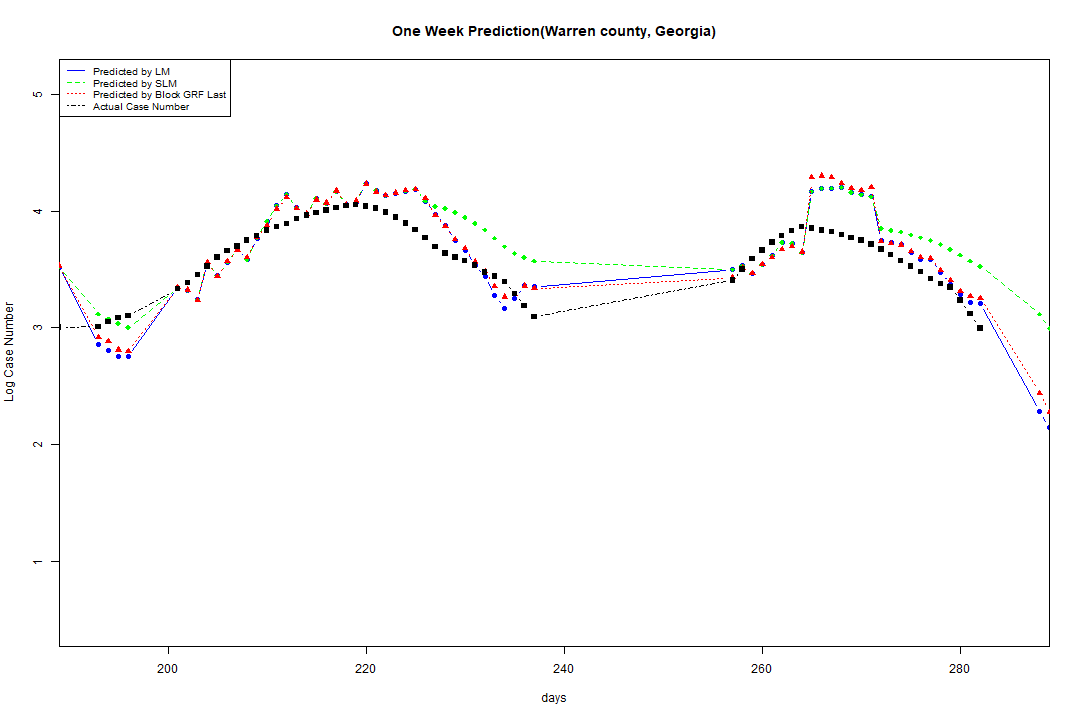 One Week Prediction(Warren county, Georgia)
Predicted by LM
Predicted by SLM
Predicted by Block GRF Last
Actual Case Number
5
4
3
2
1
Log Case Number
200 220 240 260 280
days